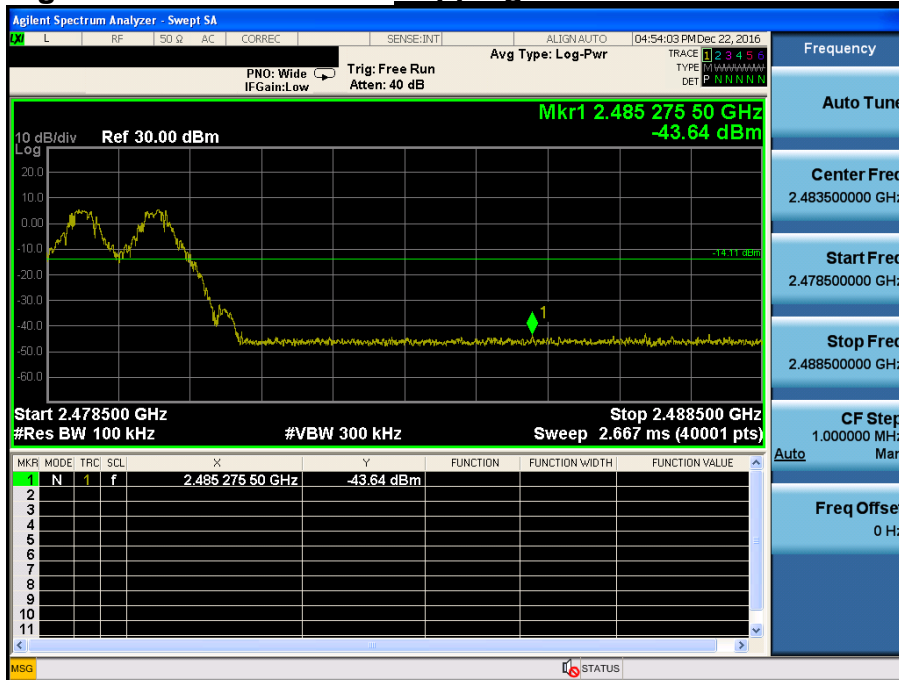 Agilent Spectrum Analyzer - Swept SA
LXI L RF 50 Ω AC CORREC SENSE:INT ALIGN AUTO 04:54:03 PM Dec 22, 2016
PNO: Wide
IFGain:Low
Trig: Free Run
Atten: 40 dB
Avg Type: Log-Pwr
TRACE 1 2 3 4 5 6
TYPE M WWWWW
DET P N N N N N
Frequency
Mkr1 2.485 275 50 GHz
-43.64 dBm
10 dB/div Ref 30.00 dBm
Log
20.0
10.0
0.00
-10.0
-20.0
-30.0
-40.0
-50.0
-60.0
-14.11 dBm
1
Start 2.478500 GHz
Stop 2.488500 GHz
#Res BW 100 kHz #VBW 300 kHz Sweep 2.667 ms (40001 pts)
MKR MODE TRC SCL X Y FUNCTION FUNCTION WIDTH FUNCTION VALUE
1 N 1 f 2.485 275 50 GHz -43.64 dBm
2
3
4
5
6
7
8
9
10
11
MSG STATUS
Auto Tune
Center Freq
2.483500000 GHz
Start Freq
2.478500000 GHz
Stop Freq
2.488500000 GHz
CF Step
1.000000 MHz
Auto Man
Freq Offset
0 Hz